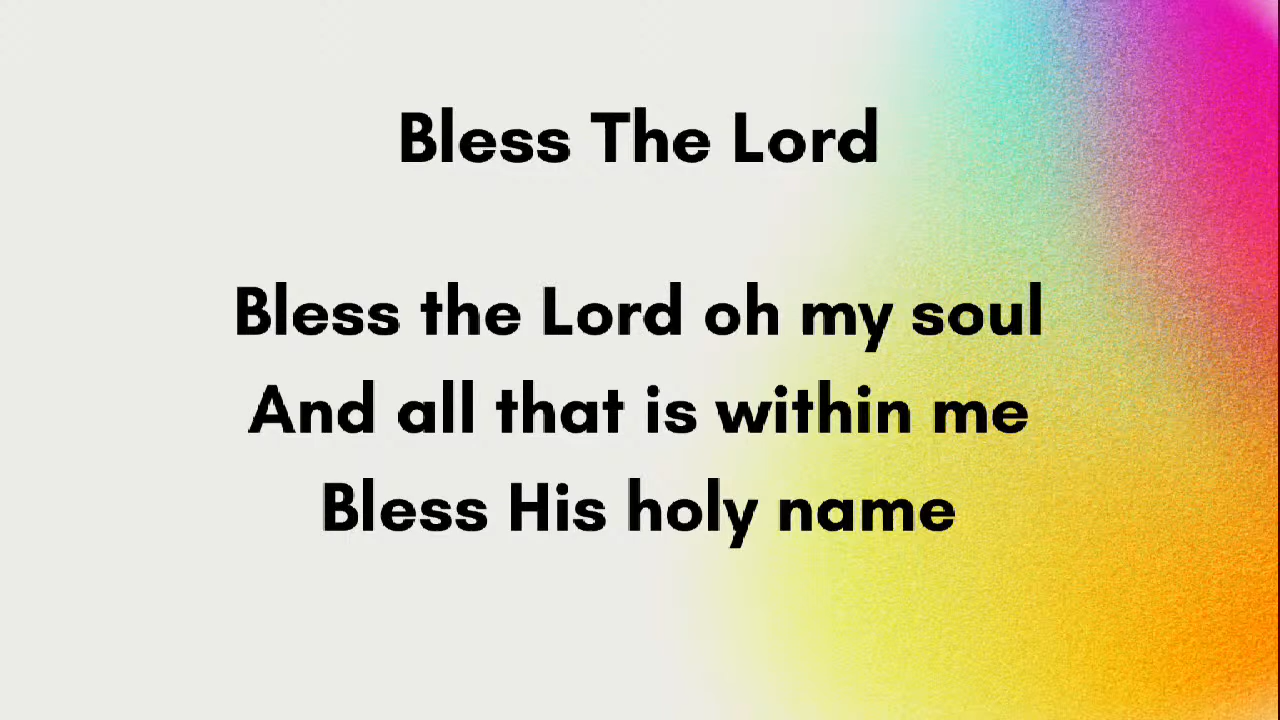 Bless The Lord
Bless the Lord oh my soul
And all that is within me
Bless His holy name